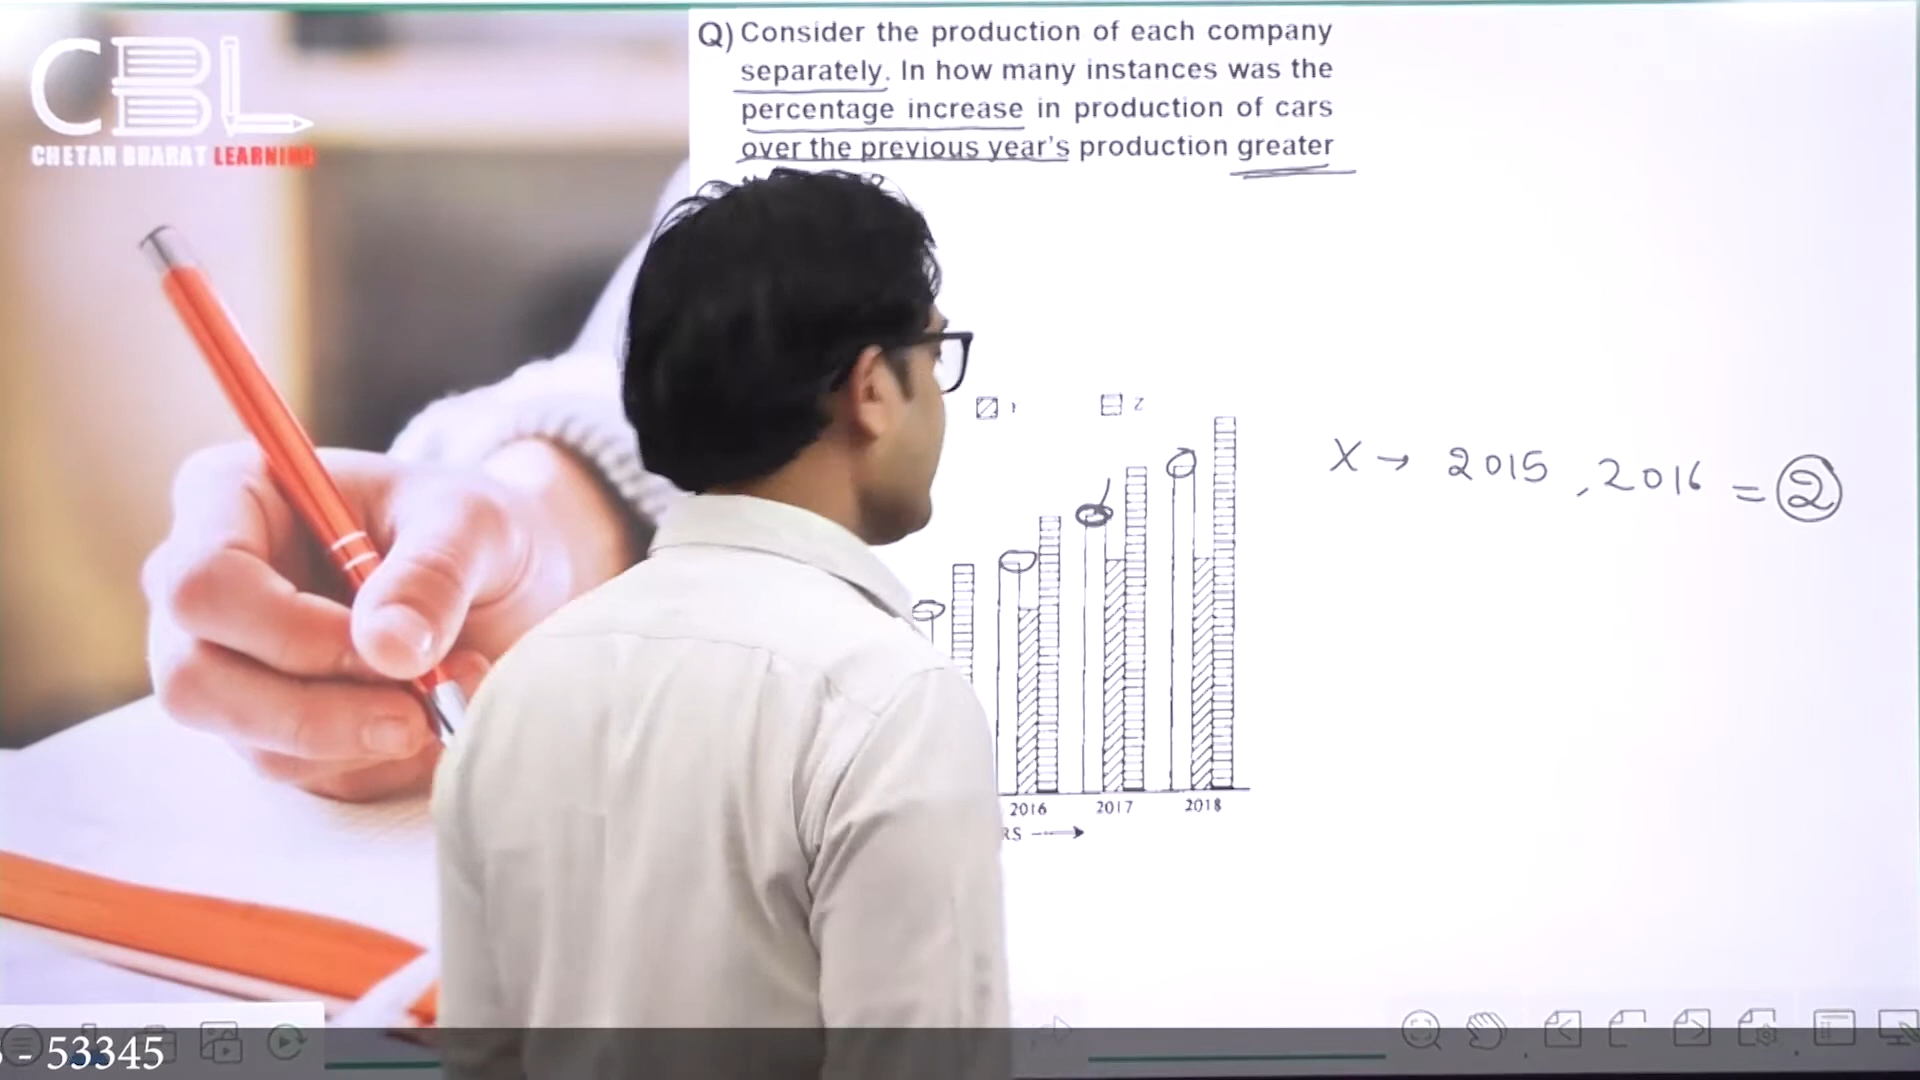 CBL
CHETAN BHARAT LEARNING
Q) Consider the production of each company
separately. In how many instances was the
percentage increase in production of cars
over the previous year's production greater
Z
X → 2015, 2016 = 2
2016 2017 2018
RS
- 53345